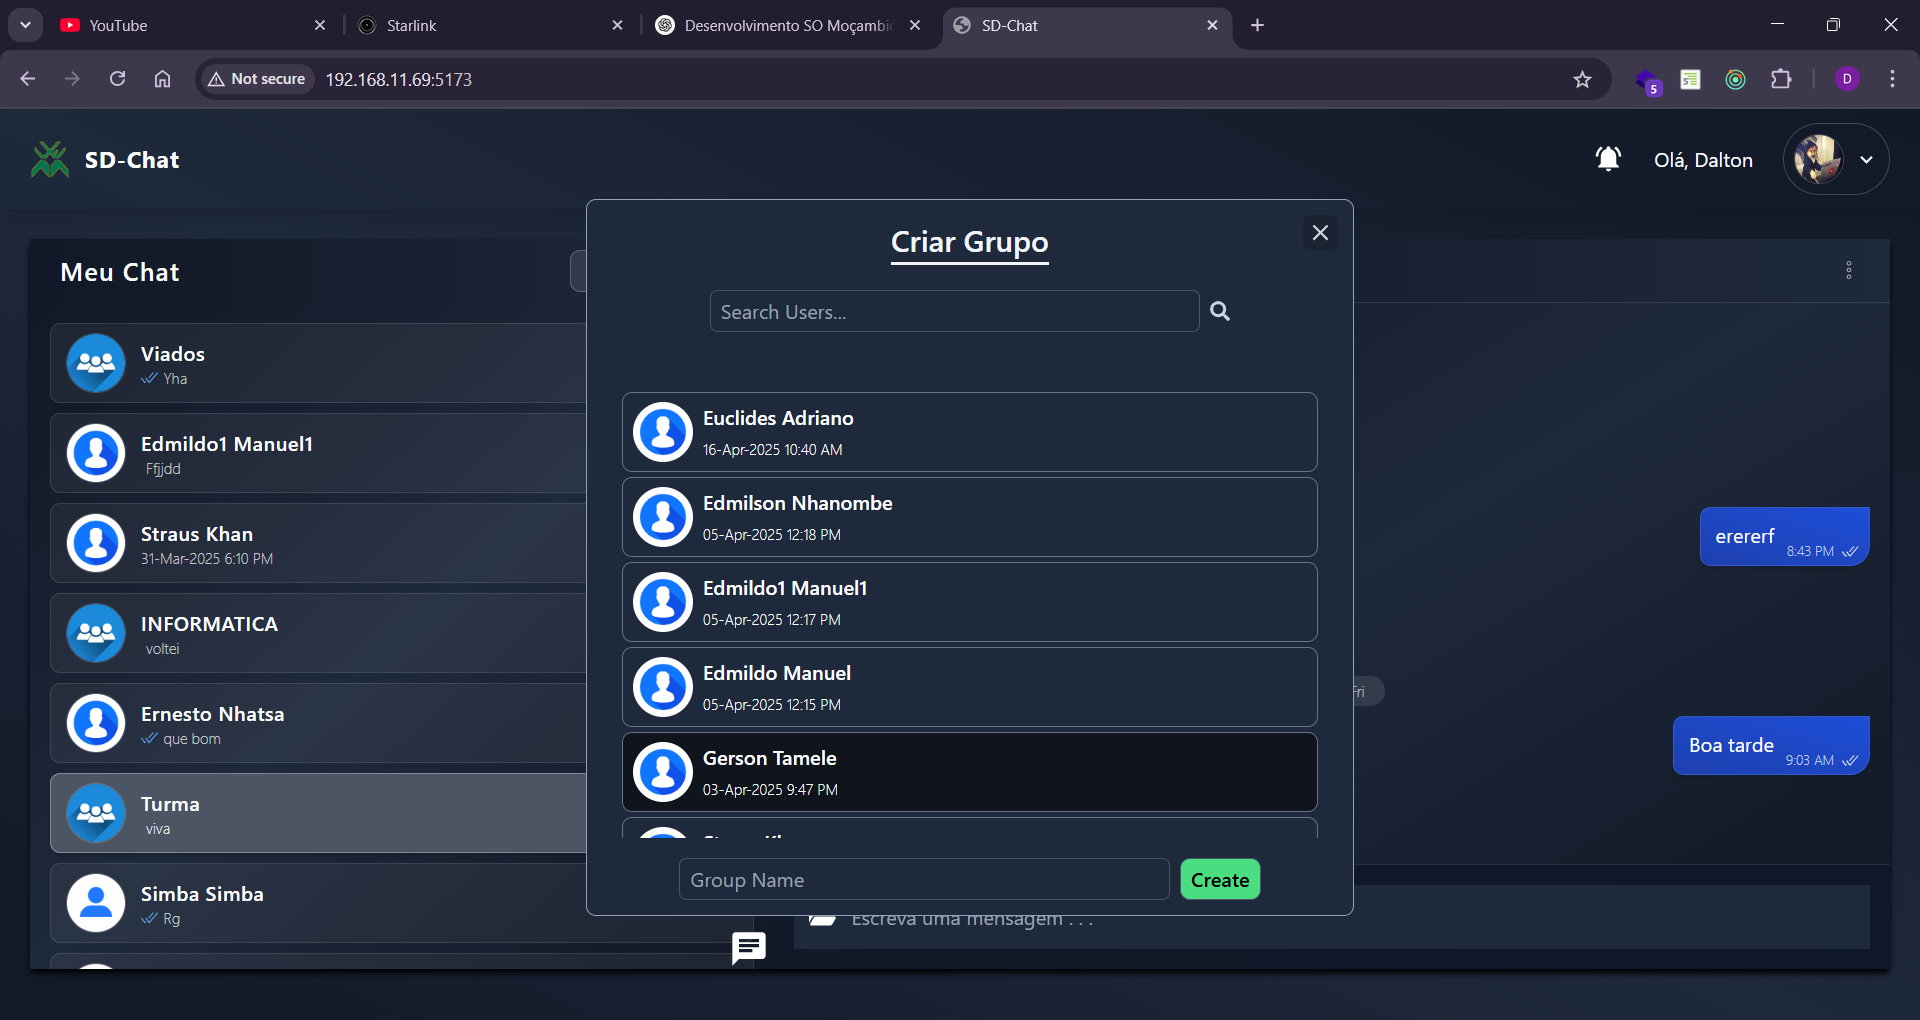 YouTube
Starlink
Desenvolvimento SO Moçambi
SD-Chat
Not secure
192.168.11.69:5173
5
D
SD-Chat
Olá, Dalton
Meu Chat
Viados
Yha
Edmildo1 Manuel1
Ffjjdd
Straus Khan
31-Mar-2025 6:10 PM
INFORMATICA
voltei
Ernesto Nhatsa
que bom
Turma
viva
Simba Simba
Rg
Criar Grupo
Search Users...
Euclides Adriano
16-Apr-2025 10:40 AM
Edmilson Nhanombe
05-Apr-2025 12:18 PM
Edmildo1 Manuel1
05-Apr-2025 12:17 PM
Edmildo Manuel
05-Apr-2025 12:15 PM
Gerson Tamele
03-Apr-2025 9:47 PM
Group Name
Create
erererf
8:43 PM
Fri
Boa tarde
9:03 AM
Escreva uma mensagem . . .